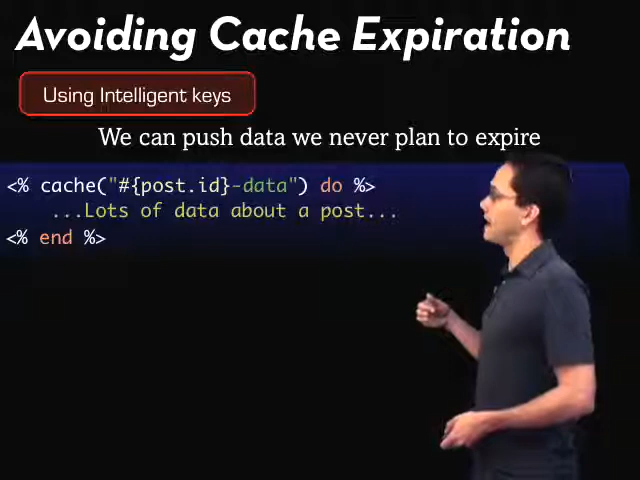 Avoiding Cache Expiration
Using Intelligent keys
We can push data we never plan to expire
<% cache("#{post.id}-data") do %>
...Lots of data about a post...
<% end %>